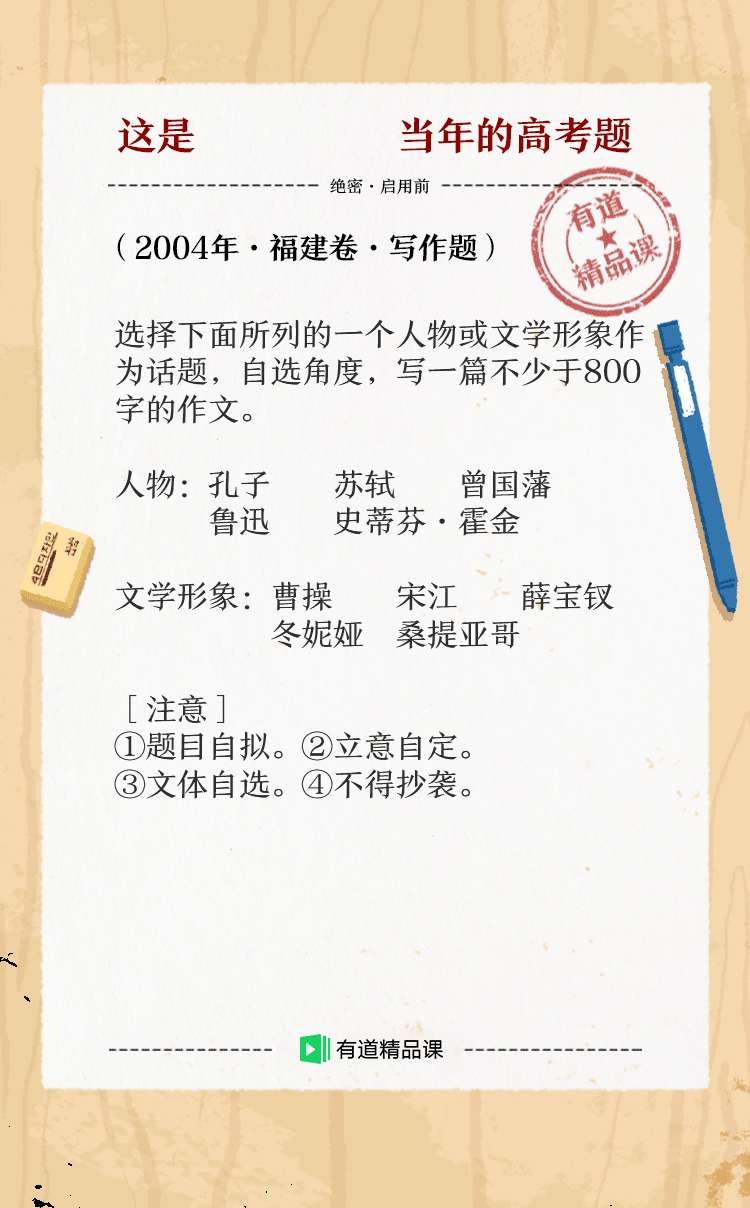 这是 当年的高考题
绝密·启用前
（2004年·福建卷·写作题）
有道
精品课
选择下面所列的一个人物或文学形象作
为话题，自选角度，写一篇不少于800
字的作文。
人物：孔子 苏轼 曾国藩
鲁迅 史蒂芬·霍金
文学形象：曹操 宋江 薛宝钗
冬妮娅 桑提亚哥
［注意］
①题目自拟。②立意自定。
③文体自选。④不得抄袭。
有道精品课